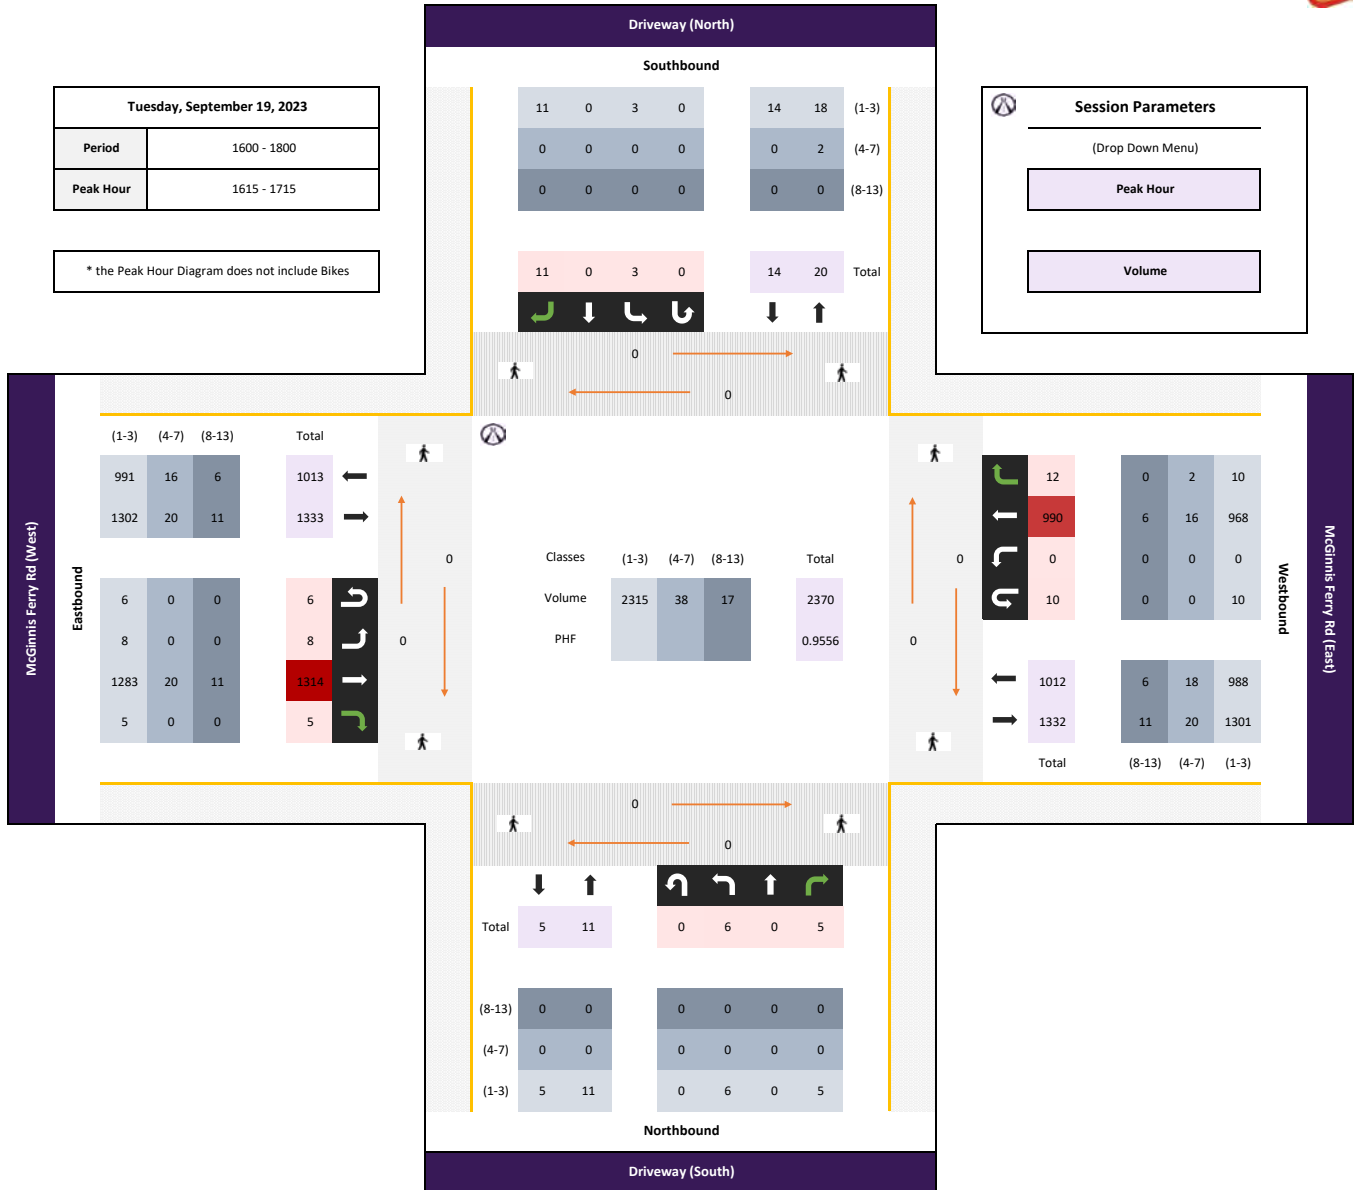 Driveway (North)
Southbound
Tuesday, September 19, 2023
Period 1600 - 1800
Peak Hour 1615 - 1715
* the Peak Hour Diagram does not include Bikes
Session Parameters
(Drop Down Menu)
Peak Hour
Volume
11 0 3 0 14 18 (1-3)
0 0 0 0 0 2 (4-7)
0 0 0 0 0 0 (8-13)
11 0 3 0 14 20 Total
0
0
McGinnis Ferry Rd (West)
Eastbound
(1-3) (4-7) (8-13) Total
991 16 6 1013
1302 20 11 1333
6 0 0 6
8 0 0 8
1283 20 11 1314
5 0 0 5
0
0
Classes (1-3) (4-7) (8-13) Total
Volume 2315 38 17 2370
PHF 0.9556
0
0
12 0 2 10
990 6 16 968
0 0 0 0
10 0 0 10
1012 6 18 988
1332 11 20 1301
Total (8-13) (4-7) (1-3)
Westbound
McGinnis Ferry Rd (East)
0
0
Total 5 11 0 6 0 5
(8-13) 0 0 0 0 0 0
(4-7) 0 0 0 0 0 0
(1-3) 5 11 0 6 0 5
Northbound
Driveway (South)